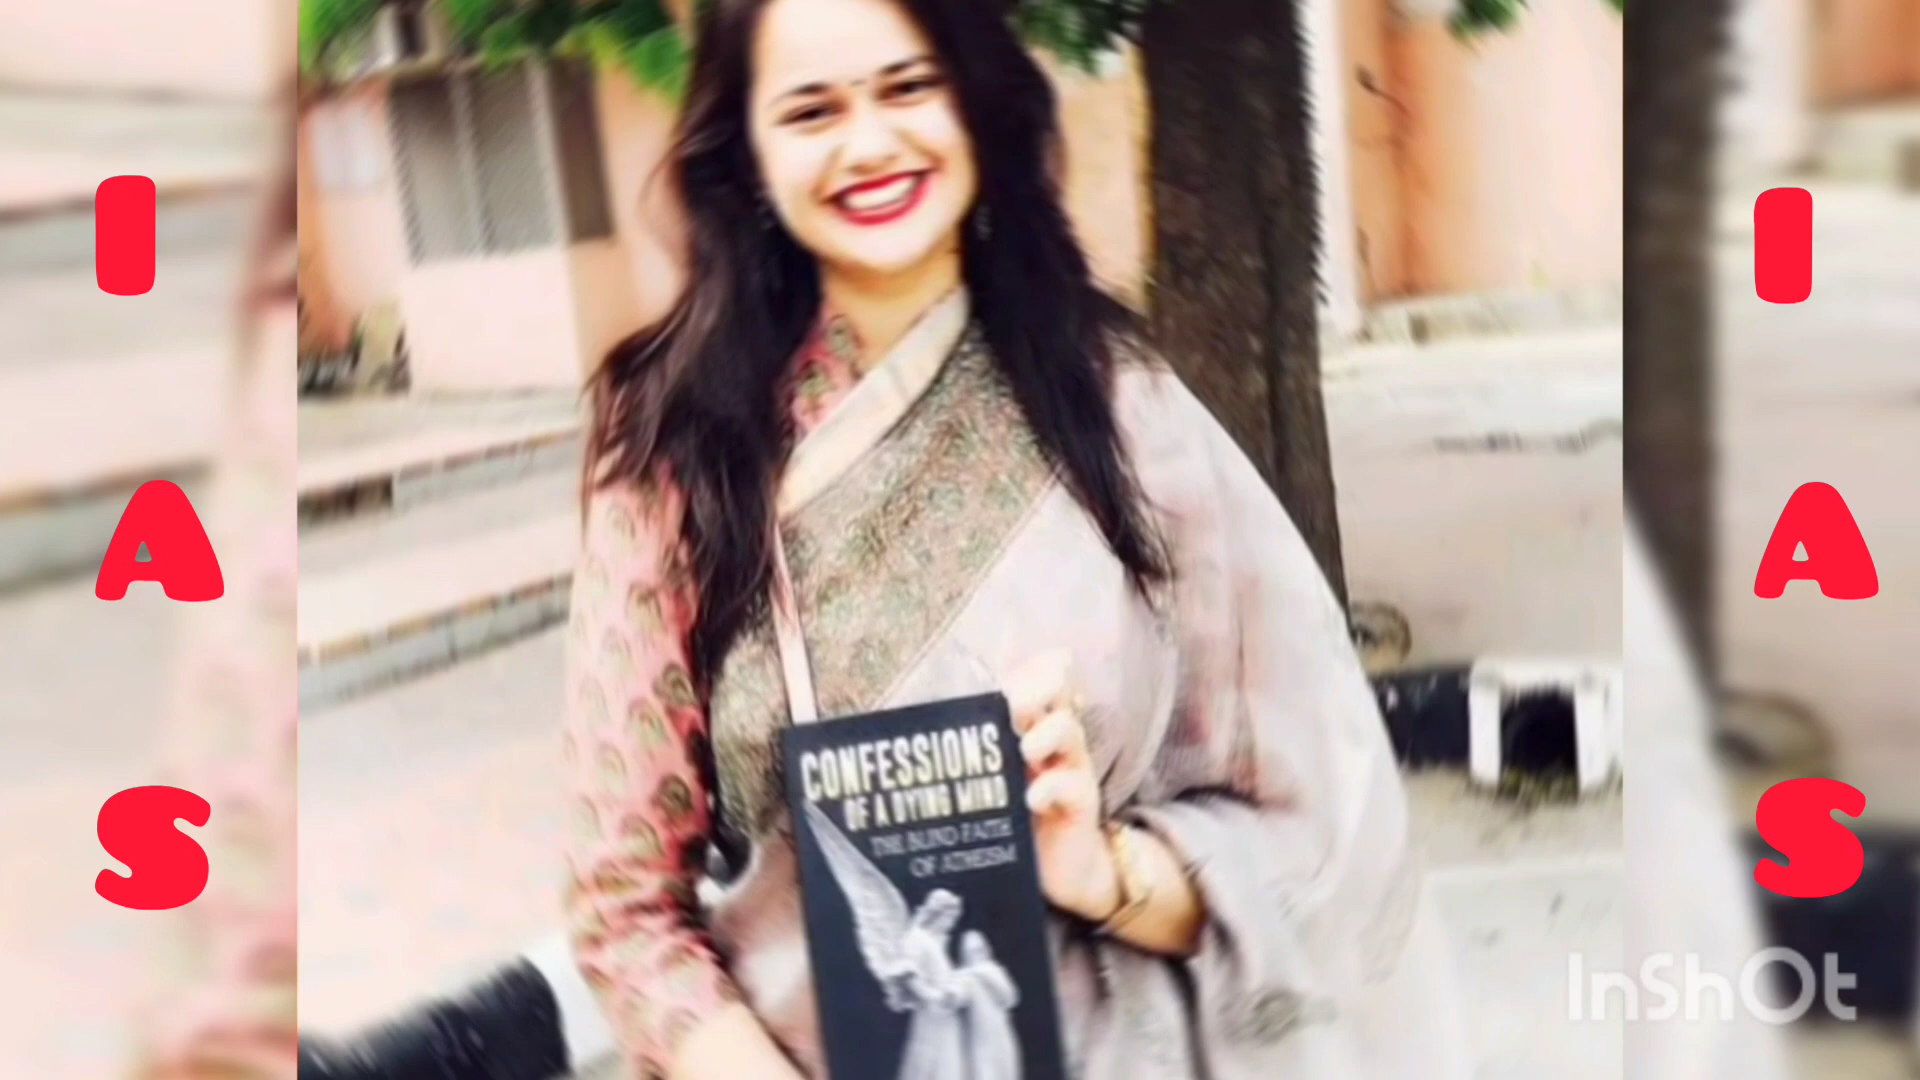 I
A
S
CONFESSIONS
OF A DYING MIND
THE BLIND FAITH
OF ATHEISM
I
A
S
InShOt